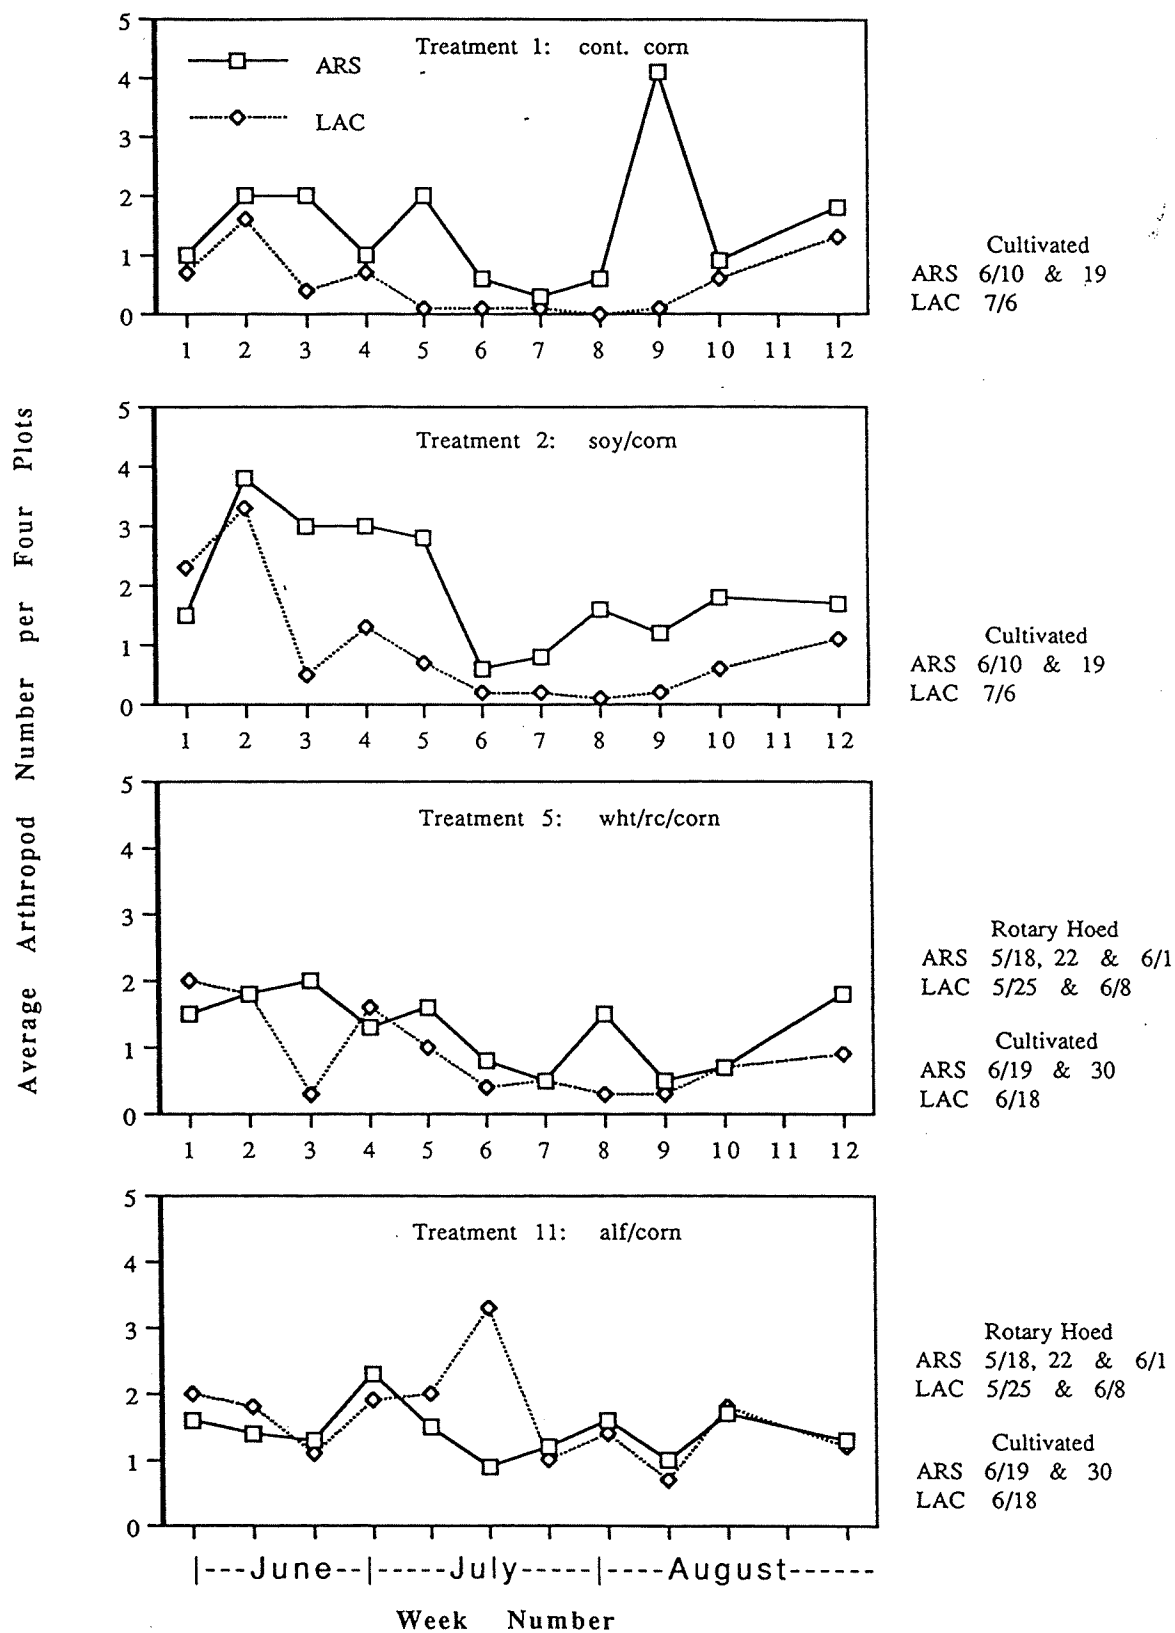 Average Arthropod Number per Four Plots
Treatment 1: cont. corn
ARS
LAC
5
4
3
2
1
0
1 2 3 4 5 6 7 8 9 10 11 12
Cultivated
ARS 6/10 & 19
LAC 7/6
Treatment 2: soy/corn
5
4
3
2
1
0
1 2 3 4 5 6 7 8 9 10 11 12
Cultivated
ARS 6/10 & 19
LAC 7/6
Treatment 5: wht/rc/corn
5
4
3
2
1
0
1 2 3 4 5 6 7 8 9 10 11 12
Rotary Hoed
ARS 5/18, 22 & 6/1
LAC 5/25 & 6/8
Cultivated
ARS 6/19 & 30
LAC 6/18
Treatment 11: alf/corn
5
4
3
2
1
0
Rotary Hoed
ARS 5/18, 22 & 6/1
LAC 5/25 & 6/8
Cultivated
ARS 6/19 & 30
LAC 6/18
|---June--|-----July-----|----August------
Week Number